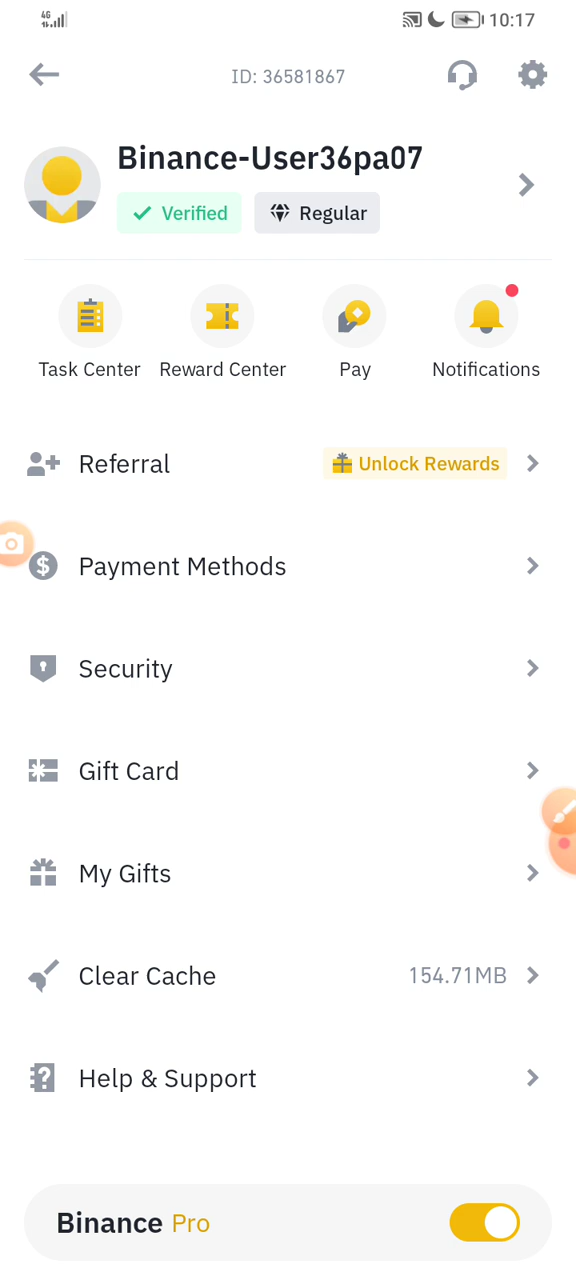 4G
10:17
ID: 36581867
Binance-User36pa07
Verified
Regular
Task Center
Reward Center
Pay
Notifications
Referral
Unlock Rewards
Payment Methods
Security
Gift Card
My Gifts
Clear Cache
154.71MB
Help & Support
Binance Pro